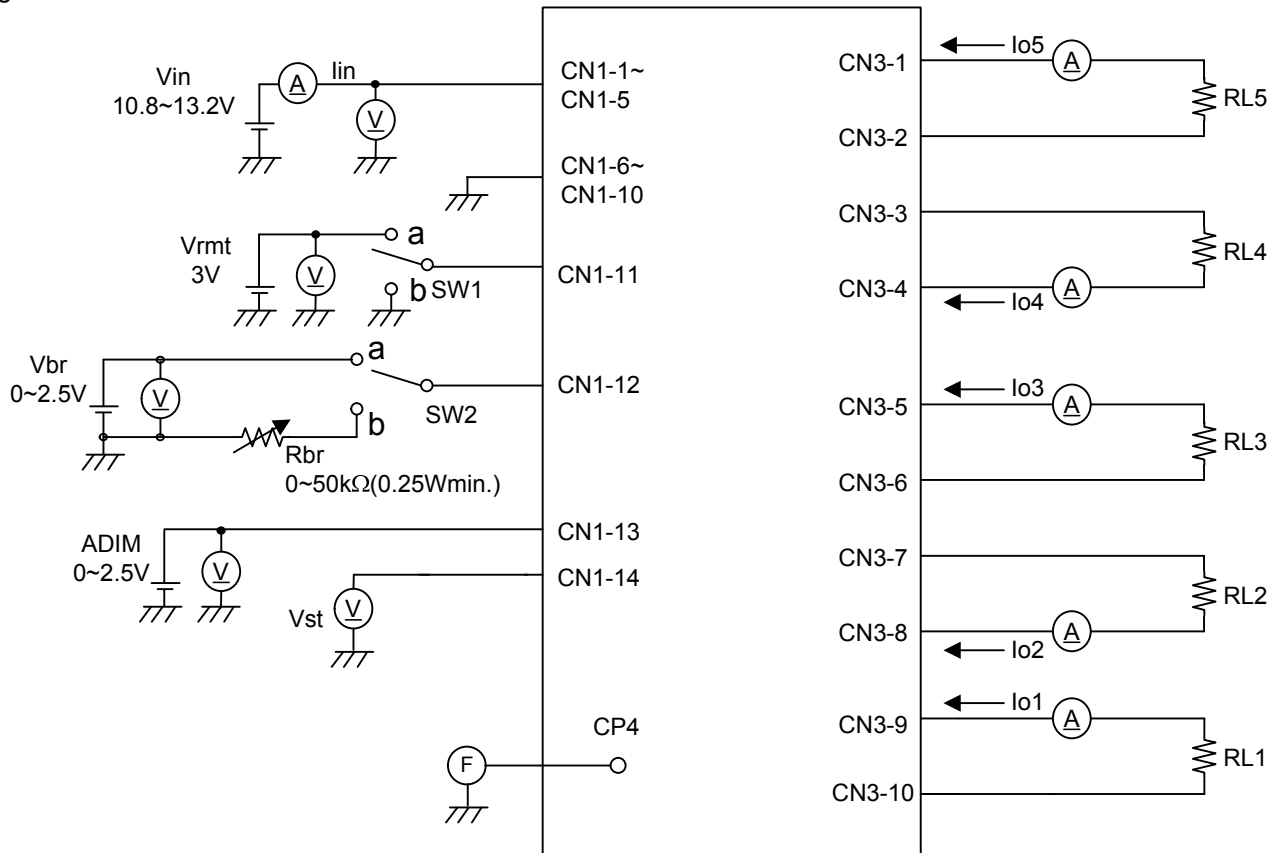 Vin
10.8~13.2V
A
Iin
V
CN1-1~
CN1-5
CN1-6~
CN1-10
Vrmt
3V
V
a
b
SW1
CN1-11
Vbr
0~2.5V
V
a
b
SW2
CN1-12
Rbr
0~50kΩ(0.25Wmin.)
ADIM
0~2.5V
V
CN1-13
CN1-14
Vst
V
CP4
F
CN3-1
Io5
A
RL5
CN3-2
CN3-3
RL4
CN3-4
A
Io4
Io3
CN3-5
A
RL3
CN3-6
CN3-7
RL2
CN3-8
A
Io2
Io1
CN3-9
A
RL1
CN3-10